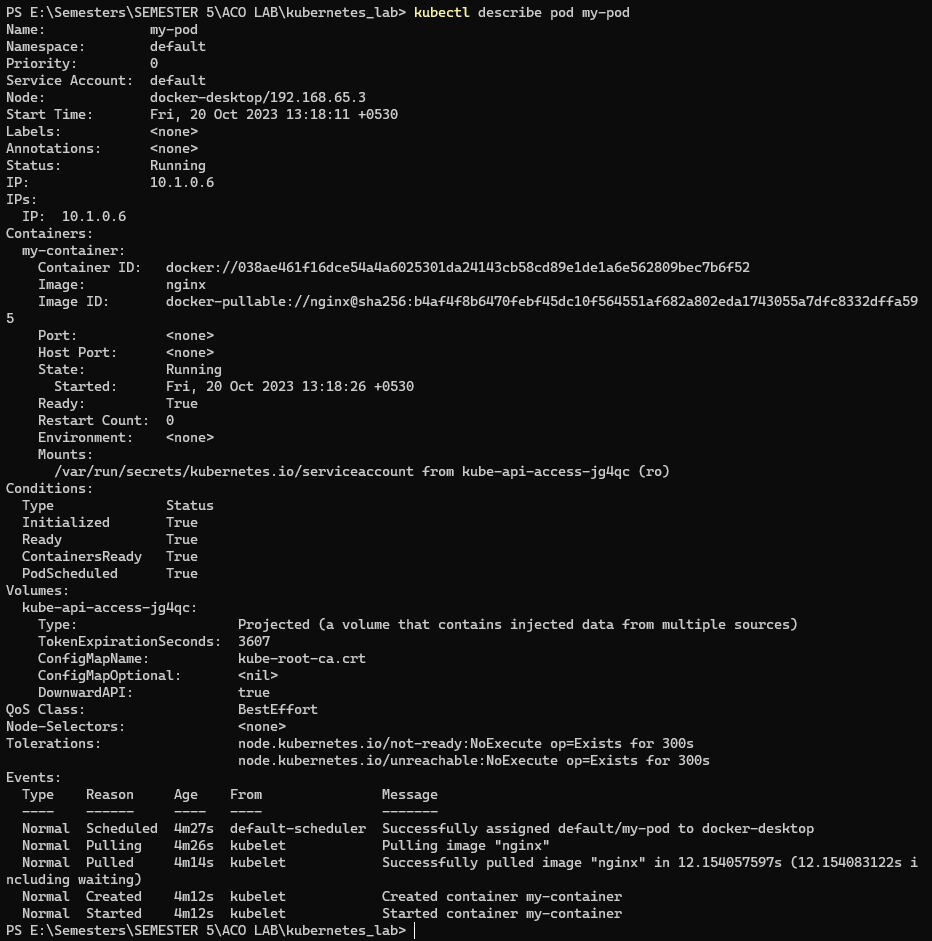 PS E:\Semesters\SEMESTER 5\ACO LAB\kubernetes_lab> kubectl describe pod my-pod
Name:             my-pod
Namespace:        default
Priority:         0
Service Account:  default
Node:             docker-desktop/192.168.65.3
Start Time:       Fri, 20 Oct 2023 13:18:11 +0530
Labels:           <none>
Annotations:      <none>
Status:           Running
IP:               10.1.0.6
IPs:
  IP:  10.1.0.6
Containers:
  my-container:
    Container ID:   docker://038ae461f16dce54a4a6025301da24143cb58cd89e1de1a6e562809bec7b6f52
    Image:          nginx
    Image ID:       docker-pullable://nginx@sha256:b4af4f8b6470febf45dc10f564551af682a802eda1743055a7dfc8332dffa59
5
    Port:           <none>
    Host Port:      <none>
    State:          Running
      Started:      Fri, 20 Oct 2023 13:18:26 +0530
    Ready:          True
    Restart Count:  0
    Environment:    <none>
    Mounts:
      /var/run/secrets/kubernetes.io/serviceaccount from kube-api-access-jg4qc (ro)
Conditions:
  Type              Status
  Initialized       True
  Ready             True
  ContainersReady   True
  PodScheduled      True
Volumes:
  kube-api-access-jg4qc:
    Type:                    Projected (a volume that contains injected data from multiple sources)
    TokenExpirationSeconds:  3607
    ConfigMapName:           kube-root-ca.crt
    ConfigMapOptional:       <nil>
    DownwardAPI:             true
QoS Class:                   BestEffort
Node-Selectors:              <none>
Tolerations:                 node.kubernetes.io/not-ready:NoExecute op=Exists for 300s
                             node.kubernetes.io/unreachable:NoExecute op=Exists for 300s
Events:
  Type    Reason     Age    From               Message
  ----    ------     ----   ----               -------
  Normal  Scheduled  4m27s  default-scheduler  Successfully assigned default/my-pod to docker-desktop
  Normal  Pulling    4m26s  kubelet            Pulling image "nginx"
  Normal  Pulled     4m14s  kubelet            Successfully pulled image "nginx" in 12.154057597s (12.154083122s i
ncluding waiting)
  Normal  Created    4m12s  kubelet            Created container my-container
  Normal  Started    4m12s  kubelet            Started container my-container
PS E:\Semesters\SEMESTER 5\ACO LAB\kubernetes_lab>